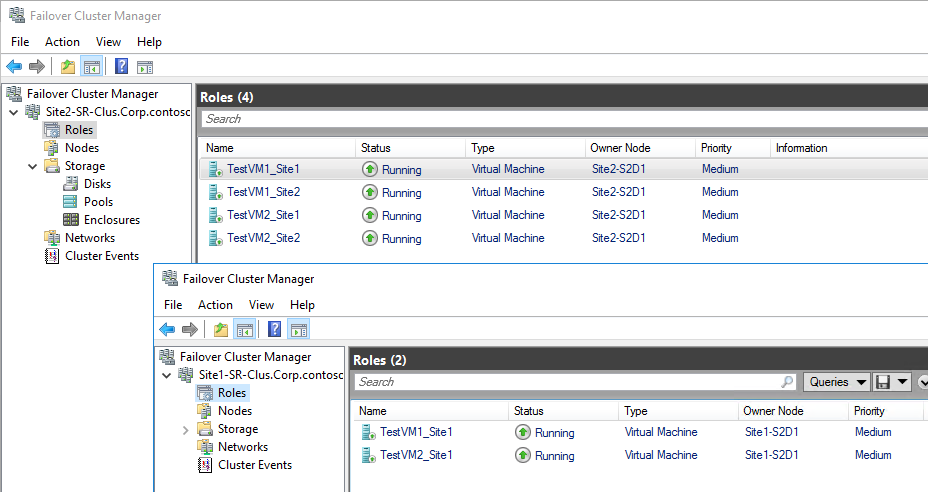 Failover Cluster Manager
File Action View Help
Failover Cluster Manager
Site2-SR-Clus.Corp.contosc
Roles
Nodes
Storage
Disks
Pools
Enclosures
Networks
Cluster Events
Roles (4)
Search
Name Status Type Owner Node Priority Information
TestVM1_Site1 Running Virtual Machine Site2-S2D1 Medium
TestVM1_Site2 Running Virtual Machine Site2-S2D1 Medium
TestVM2_Site1 Running Virtual Machine Site2-S2D1 Medium
TestVM2_Site2 Running Virtual Machine Site2-S2D1 Medium
Failover Cluster Manager
File Action View Help
Failover Cluster Manager
Site1-SR-Clus.Corp.contosc
Roles
Nodes
Storage
Networks
Cluster Events
Roles (2)
Search Queries
Name Status Type Owner Node Priority
TestVM1_Site1 Running Virtual Machine Site1-S2D1 Medium
TestVM2_Site1 Running Virtual Machine Site1-S2D1 Medium